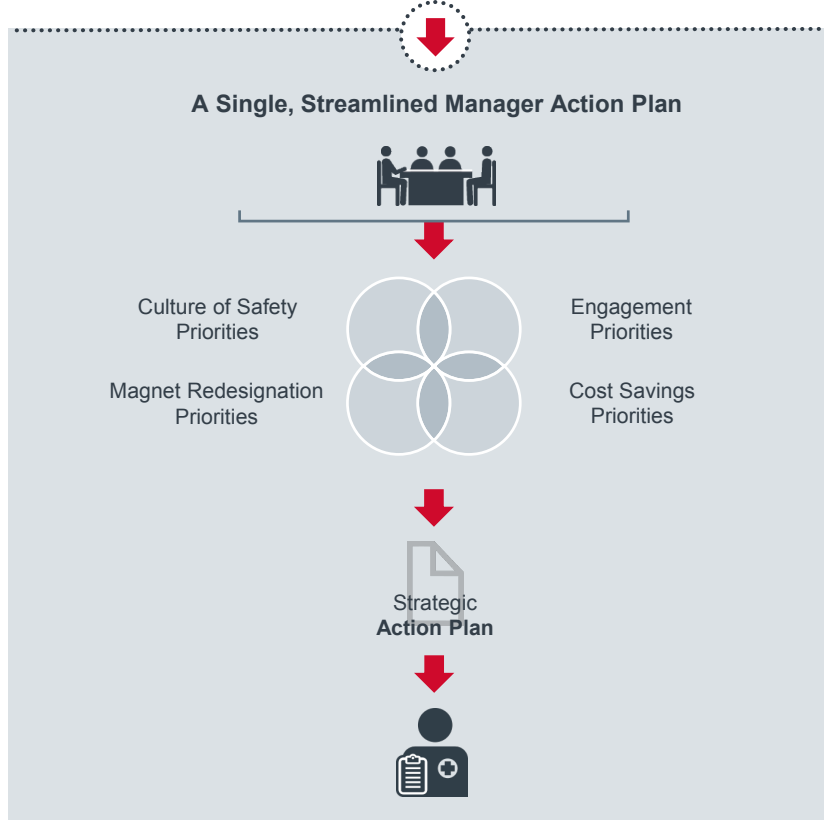 A Single, Streamlined Manager Action Plan
Culture of Safety
Priorities
Engagement
Priorities
Magnet Redesignation
Priorities
Cost Savings
Priorities
Strategic
Action Plan